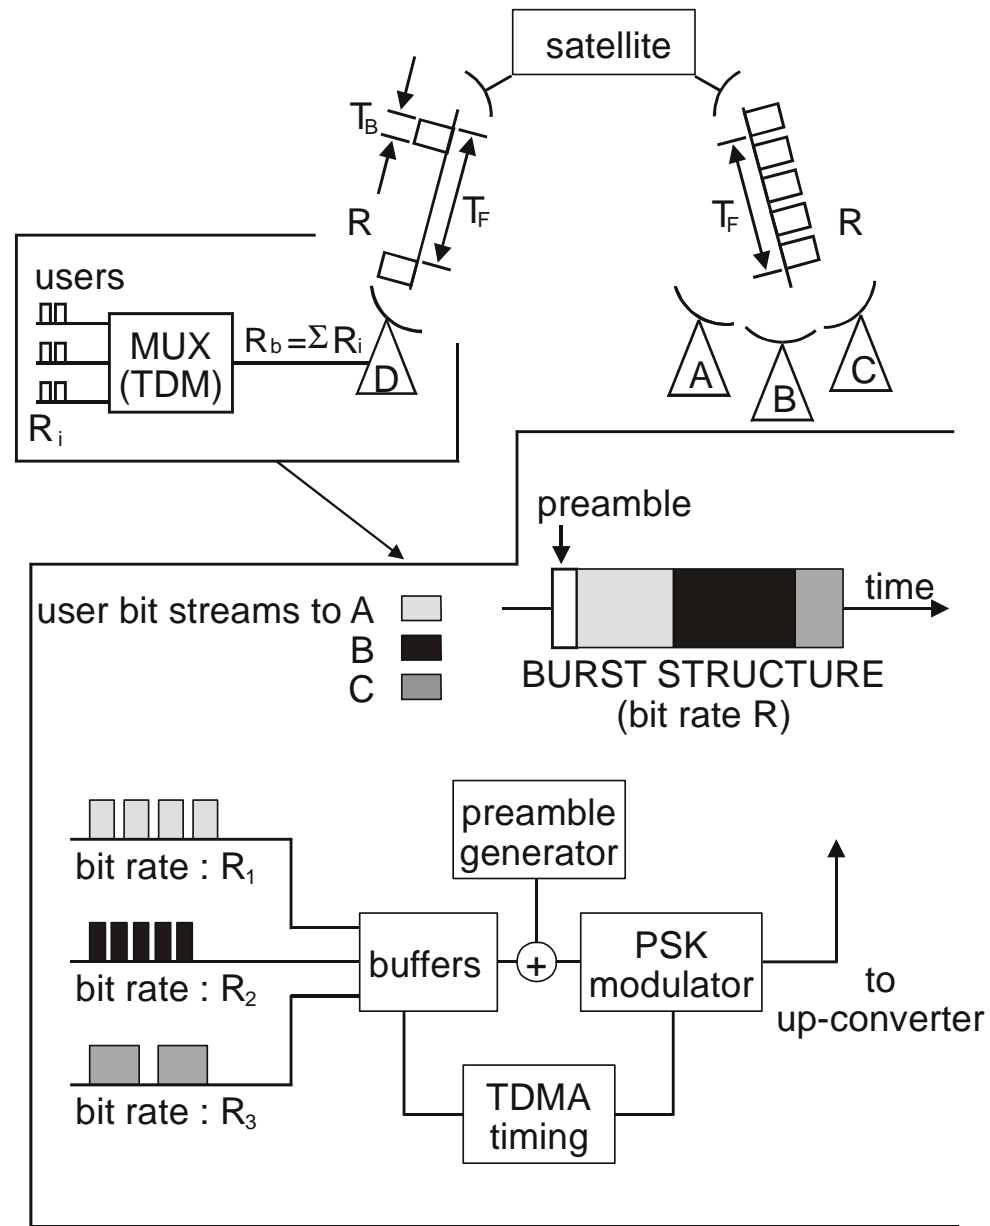 satellite
T_B
T_F
R
T_F
R
users
MUX
(TDM)
R_b=Σ R_i
R_i
D
A
B
C
preamble
time
user bit streams to A
B
C
BURST STRUCTURE
(bit rate R)
preamble
generator
bit rate : R_1
bit rate : R_2
bit rate : R_3
buffers
+
PSK
modulator
to
up-converter
TDMA
timing